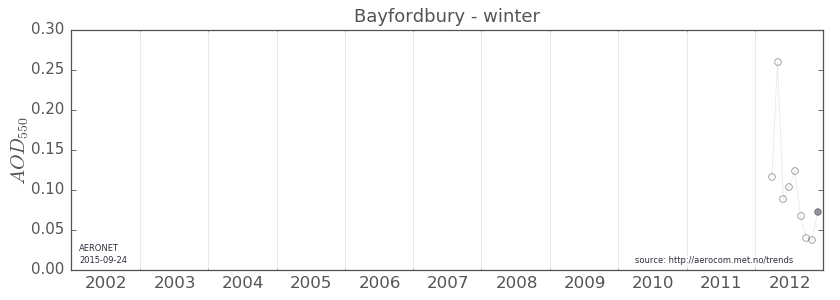 Bayfordbury - winter
0.30
0.25
0.20
0.15
0.10
0.05
0.00
AOD550
AERONET
2015-09-24
source: http://aerocom.met.no/trends
2002 2003 2004 2005 2006 2007 2008 2009 2010 2011 2012